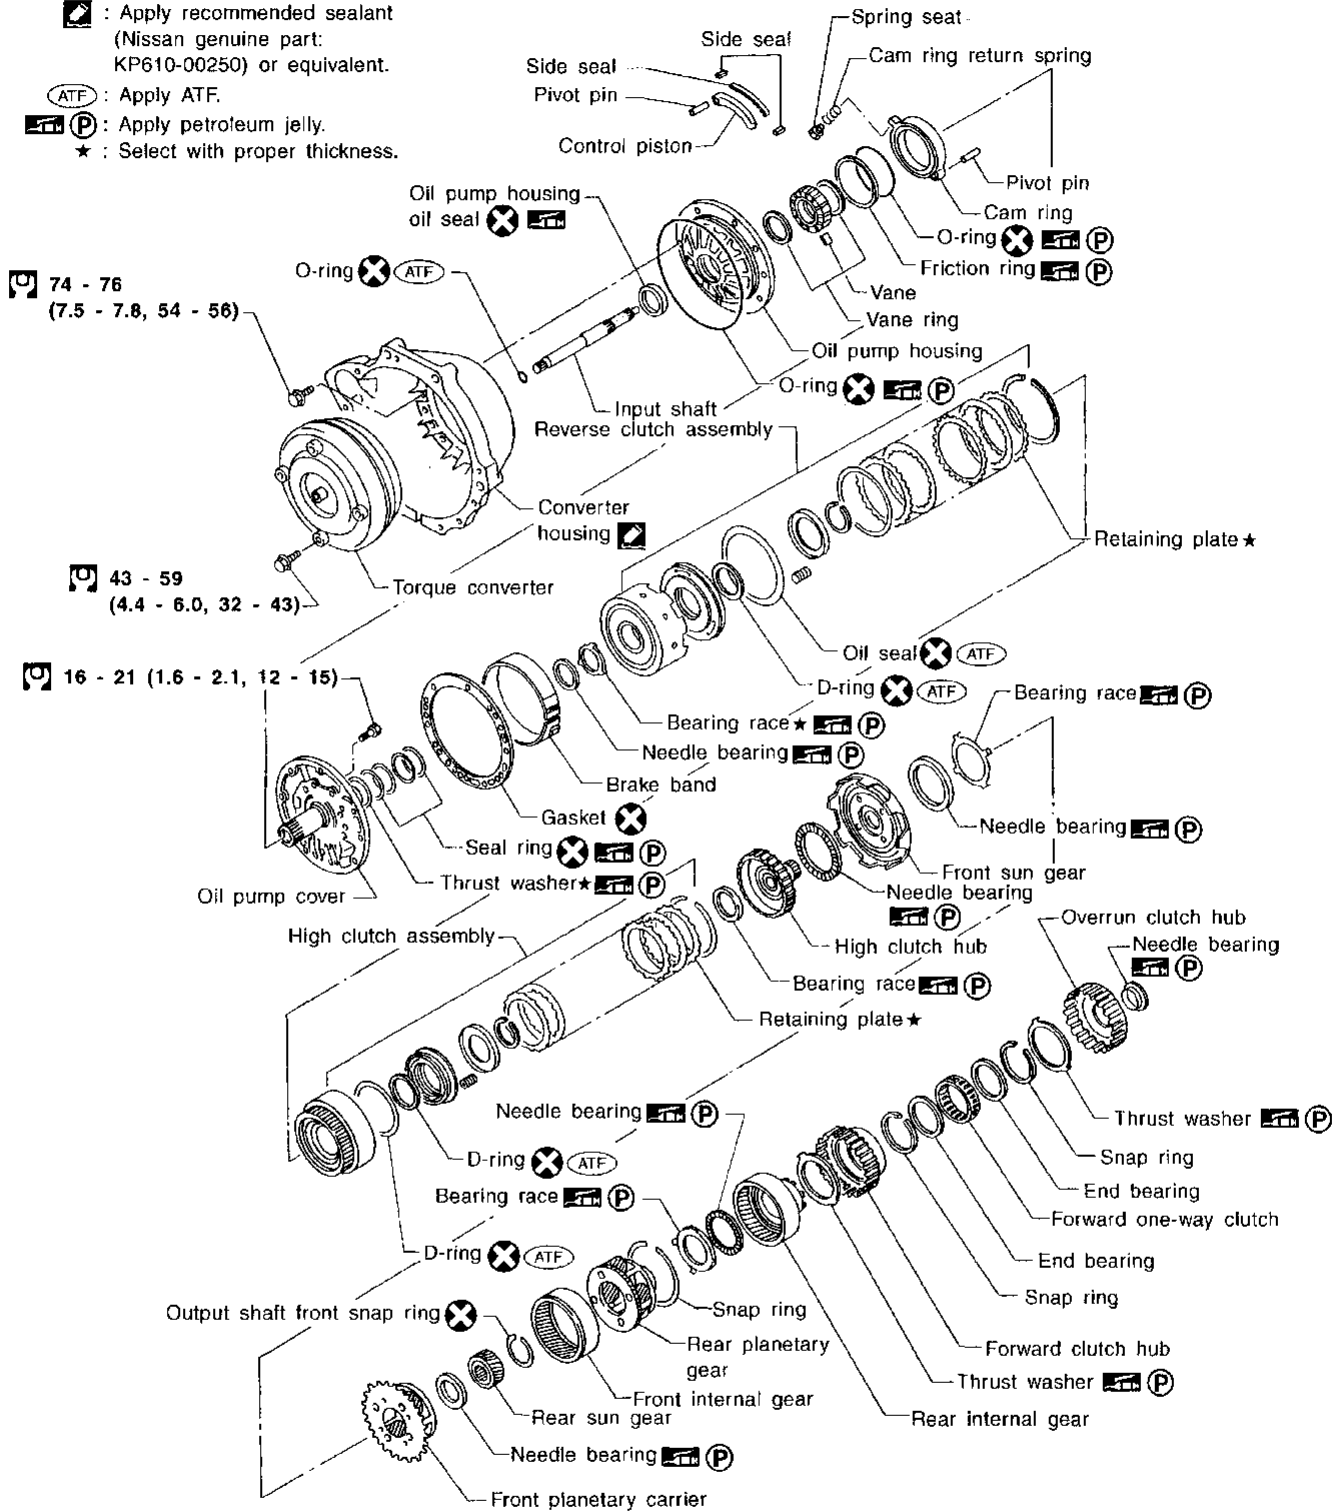 : Apply recommended sealant
(Nissan genuine part:
KP610-00250) or equivalent.
ATF : Apply ATF.
P : Apply petroleum jelly.
★ : Select with proper thickness.
Spring seat
Side seal
Cam ring return spring
Side seal
Pivot pin
Control piston
Pivot pin
Cam ring
O-ring P
Friction ring P
Vane
Vane ring
Oil pump housing
O-ring P
Oil pump housing
oil seal
O-ring ATF
74 - 76
(7.5 - 7.8, 54 - 56)
Input shaft
Reverse clutch assembly
Converter
housing
Retaining plate ★
Torque converter
43 - 59
(4.4 - 6.0, 32 - 43)
Oil seal ATF
D-ring ATF
16 - 21 (1.6 - 2.1, 12 - 15)
Bearing race P
Bearing race ★ P
Needle bearing P
Brake band
Gasket
Needle bearing P
Seal ring P
Front sun gear
Thrust washer ★ P
Oil pump cover
Needle bearing
P
Overrun clutch hub
High clutch assembly
High clutch hub
Needle bearing
P
Bearing race P
Retaining plate ★
Needle bearing P
Thrust washer P
D-ring ATF
Snap ring
Bearing race P
End bearing
Forward one-way clutch
D-ring ATF
End bearing
Snap ring
Output shaft front snap ring
Snap ring
Rear planetary
gear
Forward clutch hub
Thrust washer P
Front internal gear
Rear sun gear
Rear internal gear
Needle bearing P
Front planetary carrier